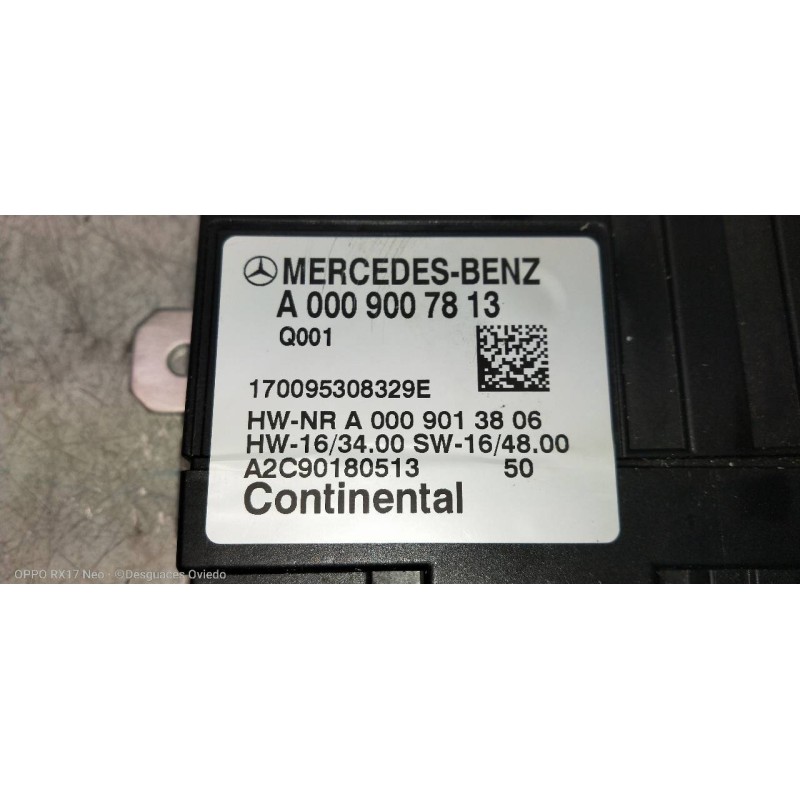 MERCEDES-BENZ
A 000 900 78 13
Q001
170095308329E
HW-NR A 000 901 38 06
HW-16/34.00 SW-16/48.00
A2C90180513 50
Continental
OPPO RX17 Neo · ©Desguaces Oviedo